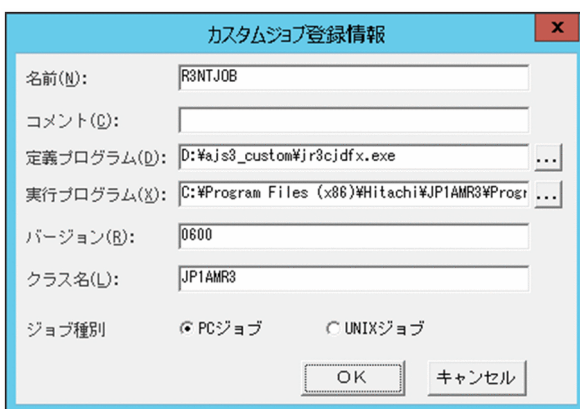 カスタムジョブ登録情報
x
名前(N):
R3NTJOB
コメント(C):
定義プログラム(D):
D:¥ajs3_custom¥jr3cjdfx.exe
...
実行プログラム(X):
C:¥Program Files (x86)¥Hitachi¥JP1AMR3¥Progr
...
バージョン(R):
0600
クラス名(L):
JP1AMR3
ジョブ種別
PCジョブ
UNIXジョブ
OK
キャンセル